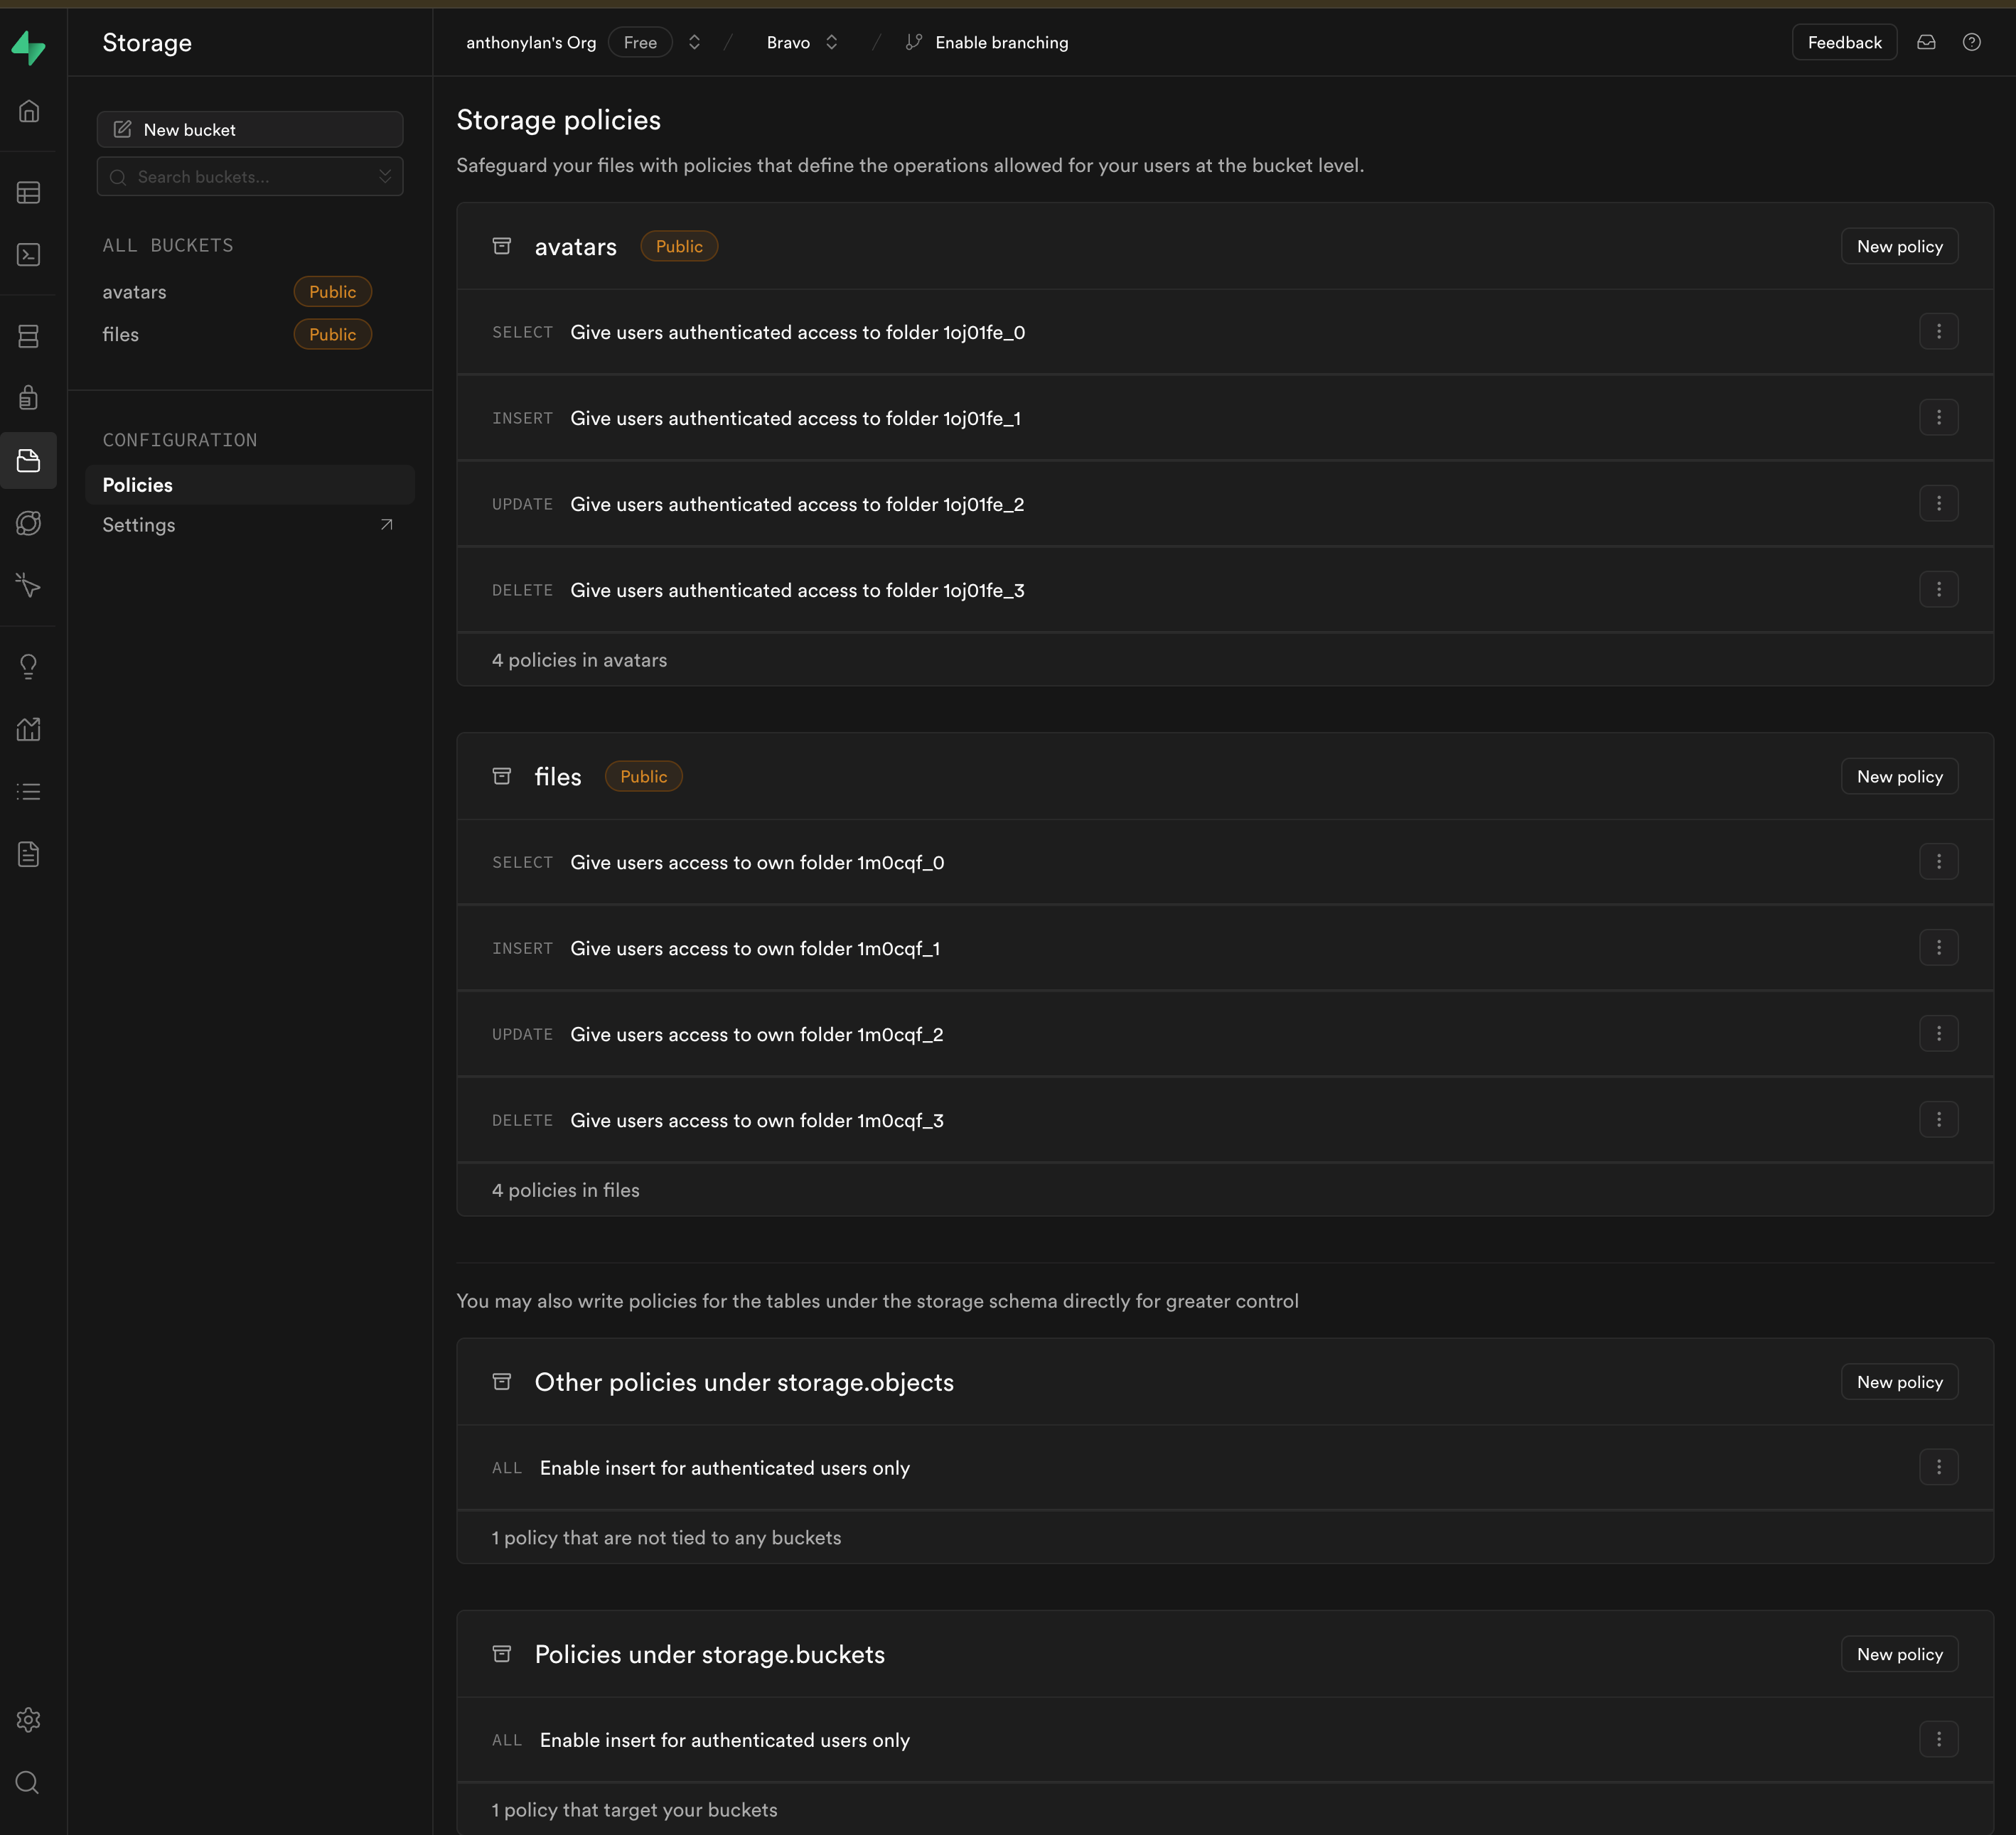 Storage
anthonylan's Org Free / Bravo / Enable branching
Feedback
New bucket
Search buckets...
ALL BUCKETS
avatars Public
files Public
CONFIGURATION
Policies
Settings
Storage policies
Safeguard your files with policies that define the operations allowed for your users at the bucket level.
avatars Public New policy
SELECT Give users authenticated access to folder 1oj01fe_0
INSERT Give users authenticated access to folder 1oj01fe_1
UPDATE Give users authenticated access to folder 1oj01fe_2
DELETE Give users authenticated access to folder 1oj01fe_3
4 policies in avatars
files Public New policy
SELECT Give users access to own folder 1m0cqf_0
INSERT Give users access to own folder 1m0cqf_1
UPDATE Give users access to own folder 1m0cqf_2
DELETE Give users access to own folder 1m0cqf_3
4 policies in files
You may also write policies for the tables under the storage schema directly for greater control
Other policies under storage.objects New policy
ALL Enable insert for authenticated users only
1 policy that are not tied to any buckets
Policies under storage.buckets New policy
ALL Enable insert for authenticated users only
1 policy that target your buckets